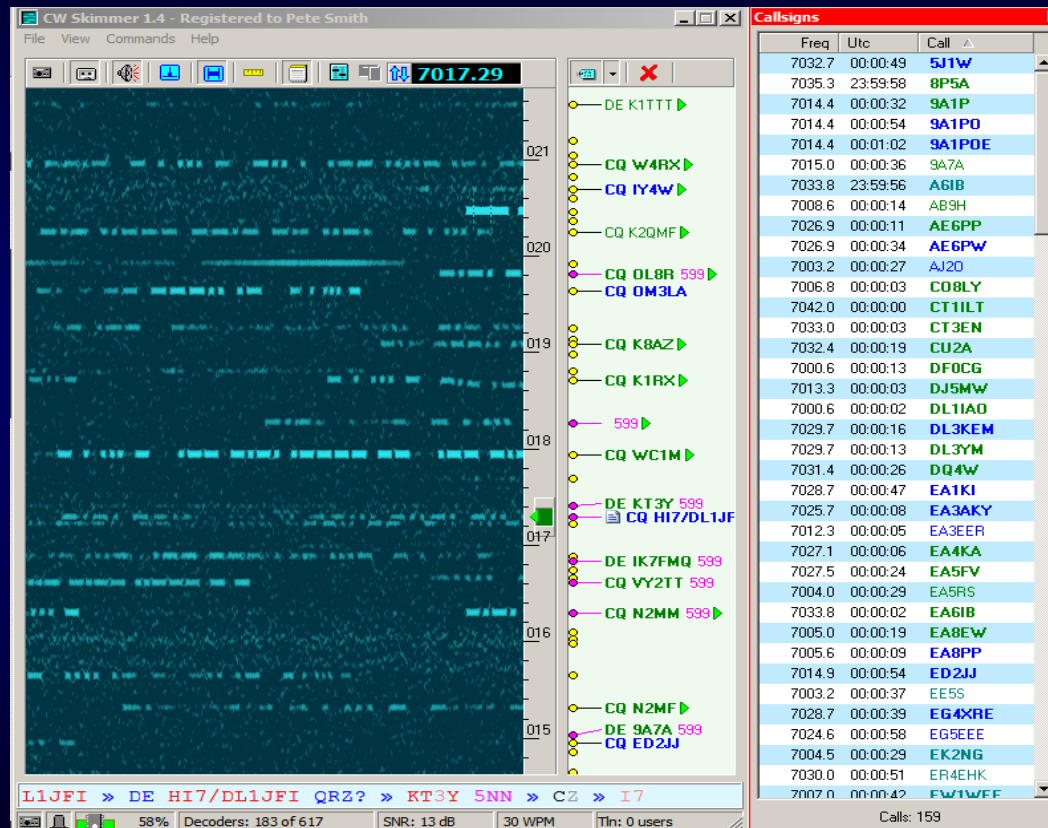 CW Skimmer 1.4 - Registered to Pete Smith
File View Commands Help
7017.29
DE K1TTT
021
CQ W4RX
CQ IY4W
CQ K2QMF
020
CQ OL8R 599
CQ OM3LA
019
CQ K8AZ
CQ K1RX
599
018
CQ WC1M
DE KT3Y 599
CQ HI7/DL1JF
017
DE IK7FMQ 599
CQ VY2TT 599
CQ N2MM 599
016
CQ N2MF
015
DE 9A7A 599
CQ ED2JJ
L1JFI » DE HI7/DL1JFI QRZ? » KT3Y 5NN » CZ » I7
58% Decoders: 183 of 617 SNR: 13 dB 30 WPM Tln: 0 users
Callsigns
Freq Utc Call
7032.7 00:00:49 5J1W
7035.3 23:59:58 8P5A
7014.4 00:00:32 9A1P
7014.4 00:00:54 9A1PO
7014.4 00:01:02 9A1POE
7015.0 00:00:36 9A7A
7033.8 23:59:56 A6IB
7008.6 00:00:14 AB9H
7026.9 00:00:11 AE6PP
7026.9 00:00:34 AE6PW
7003.2 00:00:27 AJ2O
7006.8 00:00:03 CO8LY
7042.0 00:00:00 CT1ILT
7033.0 00:00:03 CT3EN
7032.4 00:00:19 CU2A
7000.6 00:00:13 DF0CG
7013.3 00:00:03 DJ5MW
7000.6 00:00:02 DL1IAO
7029.7 00:00:16 DL3KEM
7029.7 00:00:13 DL3YM
7031.4 00:00:26 DQ4W
7028.7 00:00:47 EA1KI
7025.7 00:00:08 EA3AKY
7012.3 00:00:05 EA3EER
7027.1 00:00:06 EA4KA
7027.5 00:00:24 EA5FV
7004.0 00:00:29 EA5RS
7033.8 00:00:02 EA6IB
7005.0 00:00:19 EA8EW
7005.6 00:00:09 EA8PP
7014.9 00:00:54 ED2JJ
7003.2 00:00:37 EE5S
7028.7 00:00:39 EG4XRE
7024.6 00:00:58 EG5EEE
7004.5 00:00:29 EK2NG
7030.0 00:00:51 ER4EHK
7007.0 00:00:42 EW1WEE
Calls: 159